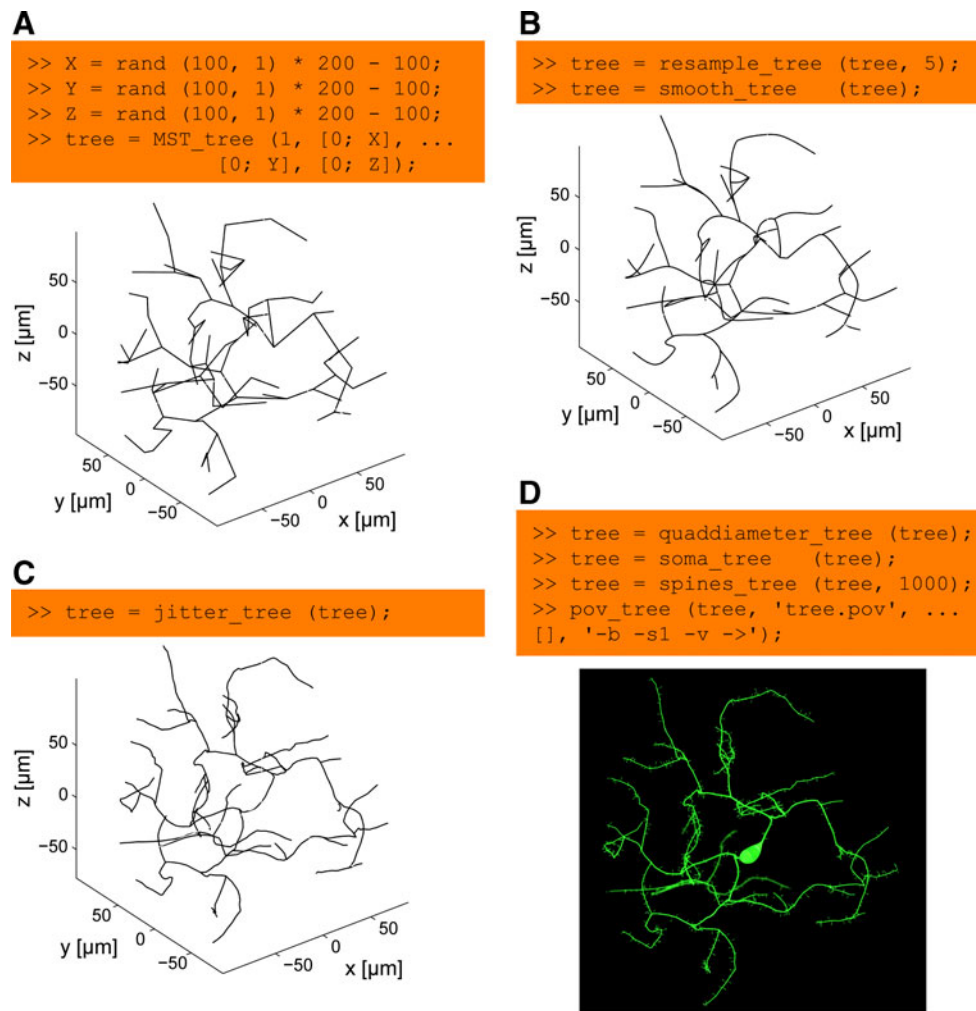 A
>> X = rand (100, 1) * 200 - 100;
>> Y = rand (100, 1) * 200 - 100;
>> Z = rand (100, 1) * 200 - 100;
>> tree = MST_tree (1, [0; X], ...
[0; Y], [0; Z]);
50
0
−50
z [µm]
50
0
−50
y [µm]
−50
0
50
x [µm]
B
>> tree = resample_tree (tree, 5);
>> tree = smooth_tree (tree);
50
0
−50
z [µm]
50
0
−50
y [µm]
−50
0
50
x [µm]
C
>> tree = jitter_tree (tree);
50
0
−50
z [µm]
50
0
−50
y [µm]
−50
0
50
x [µm]
D
>> tree = quaddiameter_tree (tree);
>> tree = soma_tree (tree);
>> tree = spines_tree (tree, 1000);
>> pov_tree (tree, 'tree.pov', ...
[], '-b -s1 -v ->');